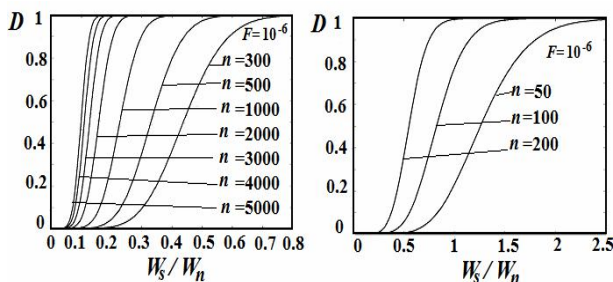 D
1
F=10⁻⁶
n =300
0.8
n =500
0.6
n =1000
0.4
n =2000
n =3000
0.2
n =4000
n =5000
0
0.1 0.2 0.3 0.4 0.5 0.6 0.7 0.8
Wₛ/Wₙ
D
1
F=10⁻⁶
0.8
n =50
0.6
n =100
0.4
n =200
0.2
0
0 0.5 1 1.5 2 2.5
Wₛ/Wₙ